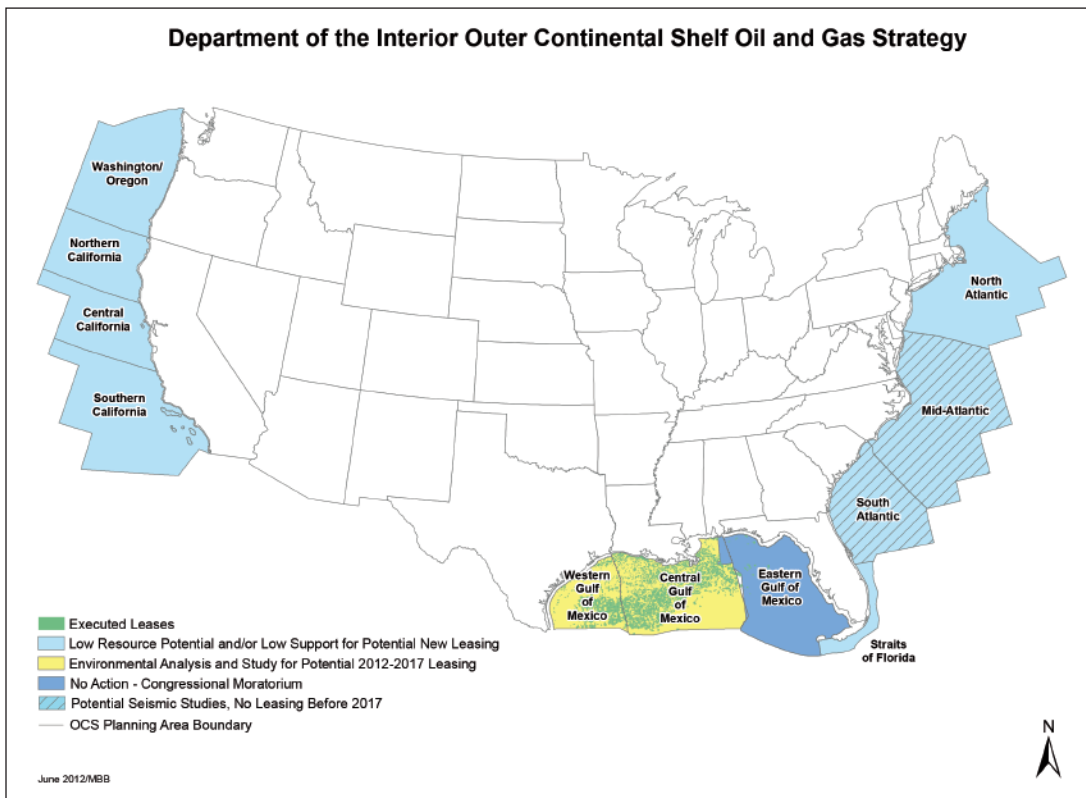 Department of the Interior Outer Continental Shelf Oil and Gas Strategy
Washington/
Oregon
Northern
California
Central
California
Southern
California
North
Atlantic
Mid-Atlantic
South
Atlantic
Western
Gulf
of
Mexico
Central
Gulf
of
Mexico
Eastern
Gulf of
Mexico
Straits
of Florida
Executed Leases
Low Resource Potential and/or Low Support for Potential New Leasing
Environmental Analysis and Study for Potential 2012-2017 Leasing
No Action - Congressional Moratorium
Potential Seismic Studies, No Leasing Before 2017
OCS Planning Area Boundary
N
June 2012/MBB